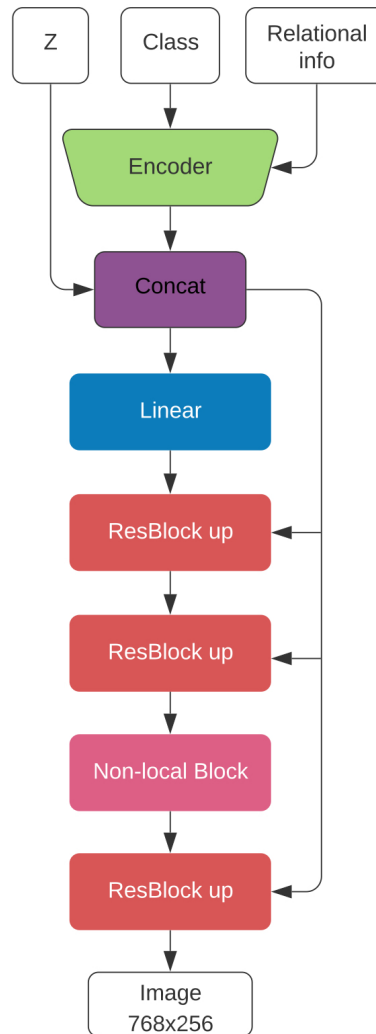 Z
Class
Relational
info
Encoder
Concat
Linear
ResBlock up
ResBlock up
Non-local Block
ResBlock up
Image
768x256